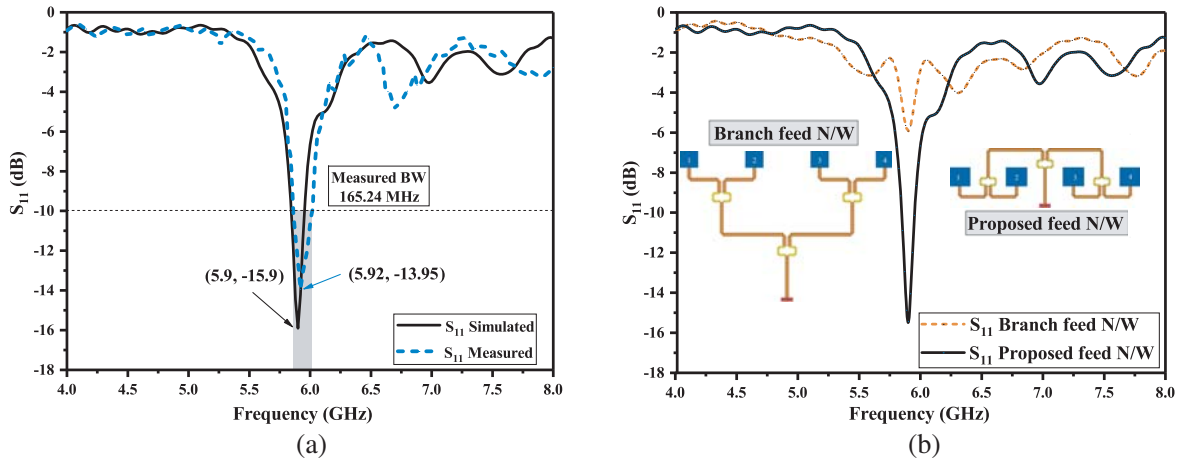 0
-2
-4
-6
-8
-10
-12
-14
-16
-18
S₁₁ (dB)
Measured BW
165.24 MHz
(5.9, -15.9)
(5.92, -13.95)
S₁₁ Simulated
S₁₁ Measured
4.0 4.5 5.0 5.5 6.0 6.5 7.0 7.5 8.0
Frequency (GHz)
(a)
0
-2
-4
-6
-8
-10
-12
-14
-16
-18
S₁₁ (dB)
Branch feed N/W
1 2 3 4
1 2 3 4
Proposed feed N/W
S₁₁ Branch feed N/W
S₁₁ Proposed feed N/W
4.0 4.5 5.0 5.5 6.0 6.5 7.0 7.5 8.0
Frequency (GHz)
(b)